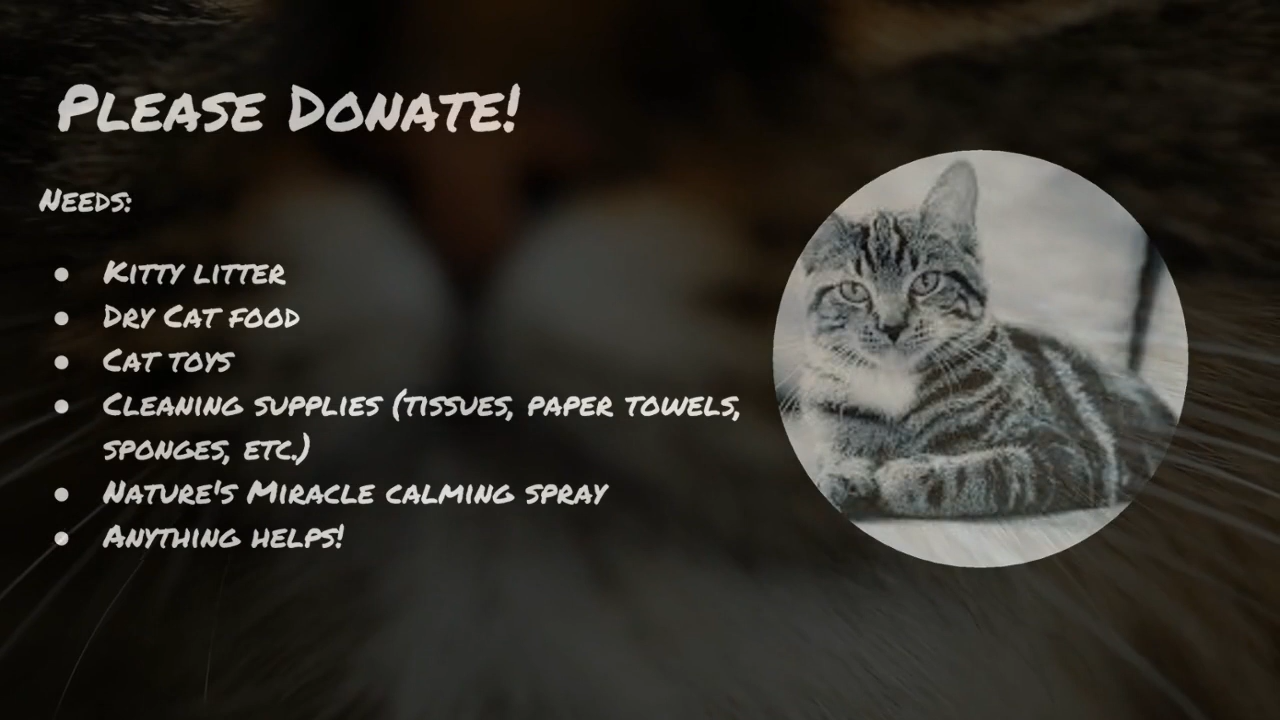 Please Donate!
Needs:
● Kitty litter
● Dry Cat food
● Cat toys
● Cleaning supplies (tissues, paper towels,
sponges, etc.)
● Nature's Miracle calming spray
● Anything helps!